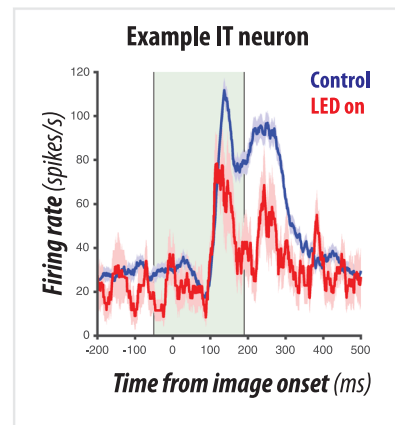 Example IT neuron
Control
LED on
Firing rate (spikes/s)
120
100
80
60
40
20
0
-200 -100 0 100 200 300 400 500
Time from image onset (ms)